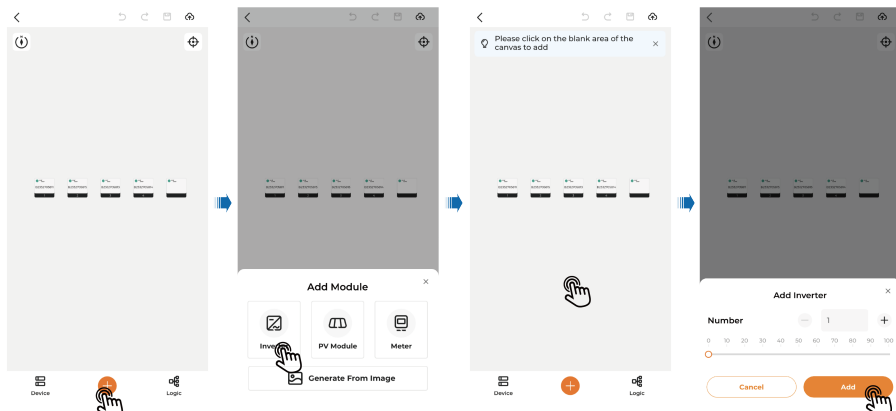 Device
Logic
Add Module
PV Module
Meter
Generate From Image
Please click on the blank area of the
canvas to add
Device
Logic
Add Inverter
Number
1
0 10 20 30 40 50 60 70 80 90 100
Cancel
Add